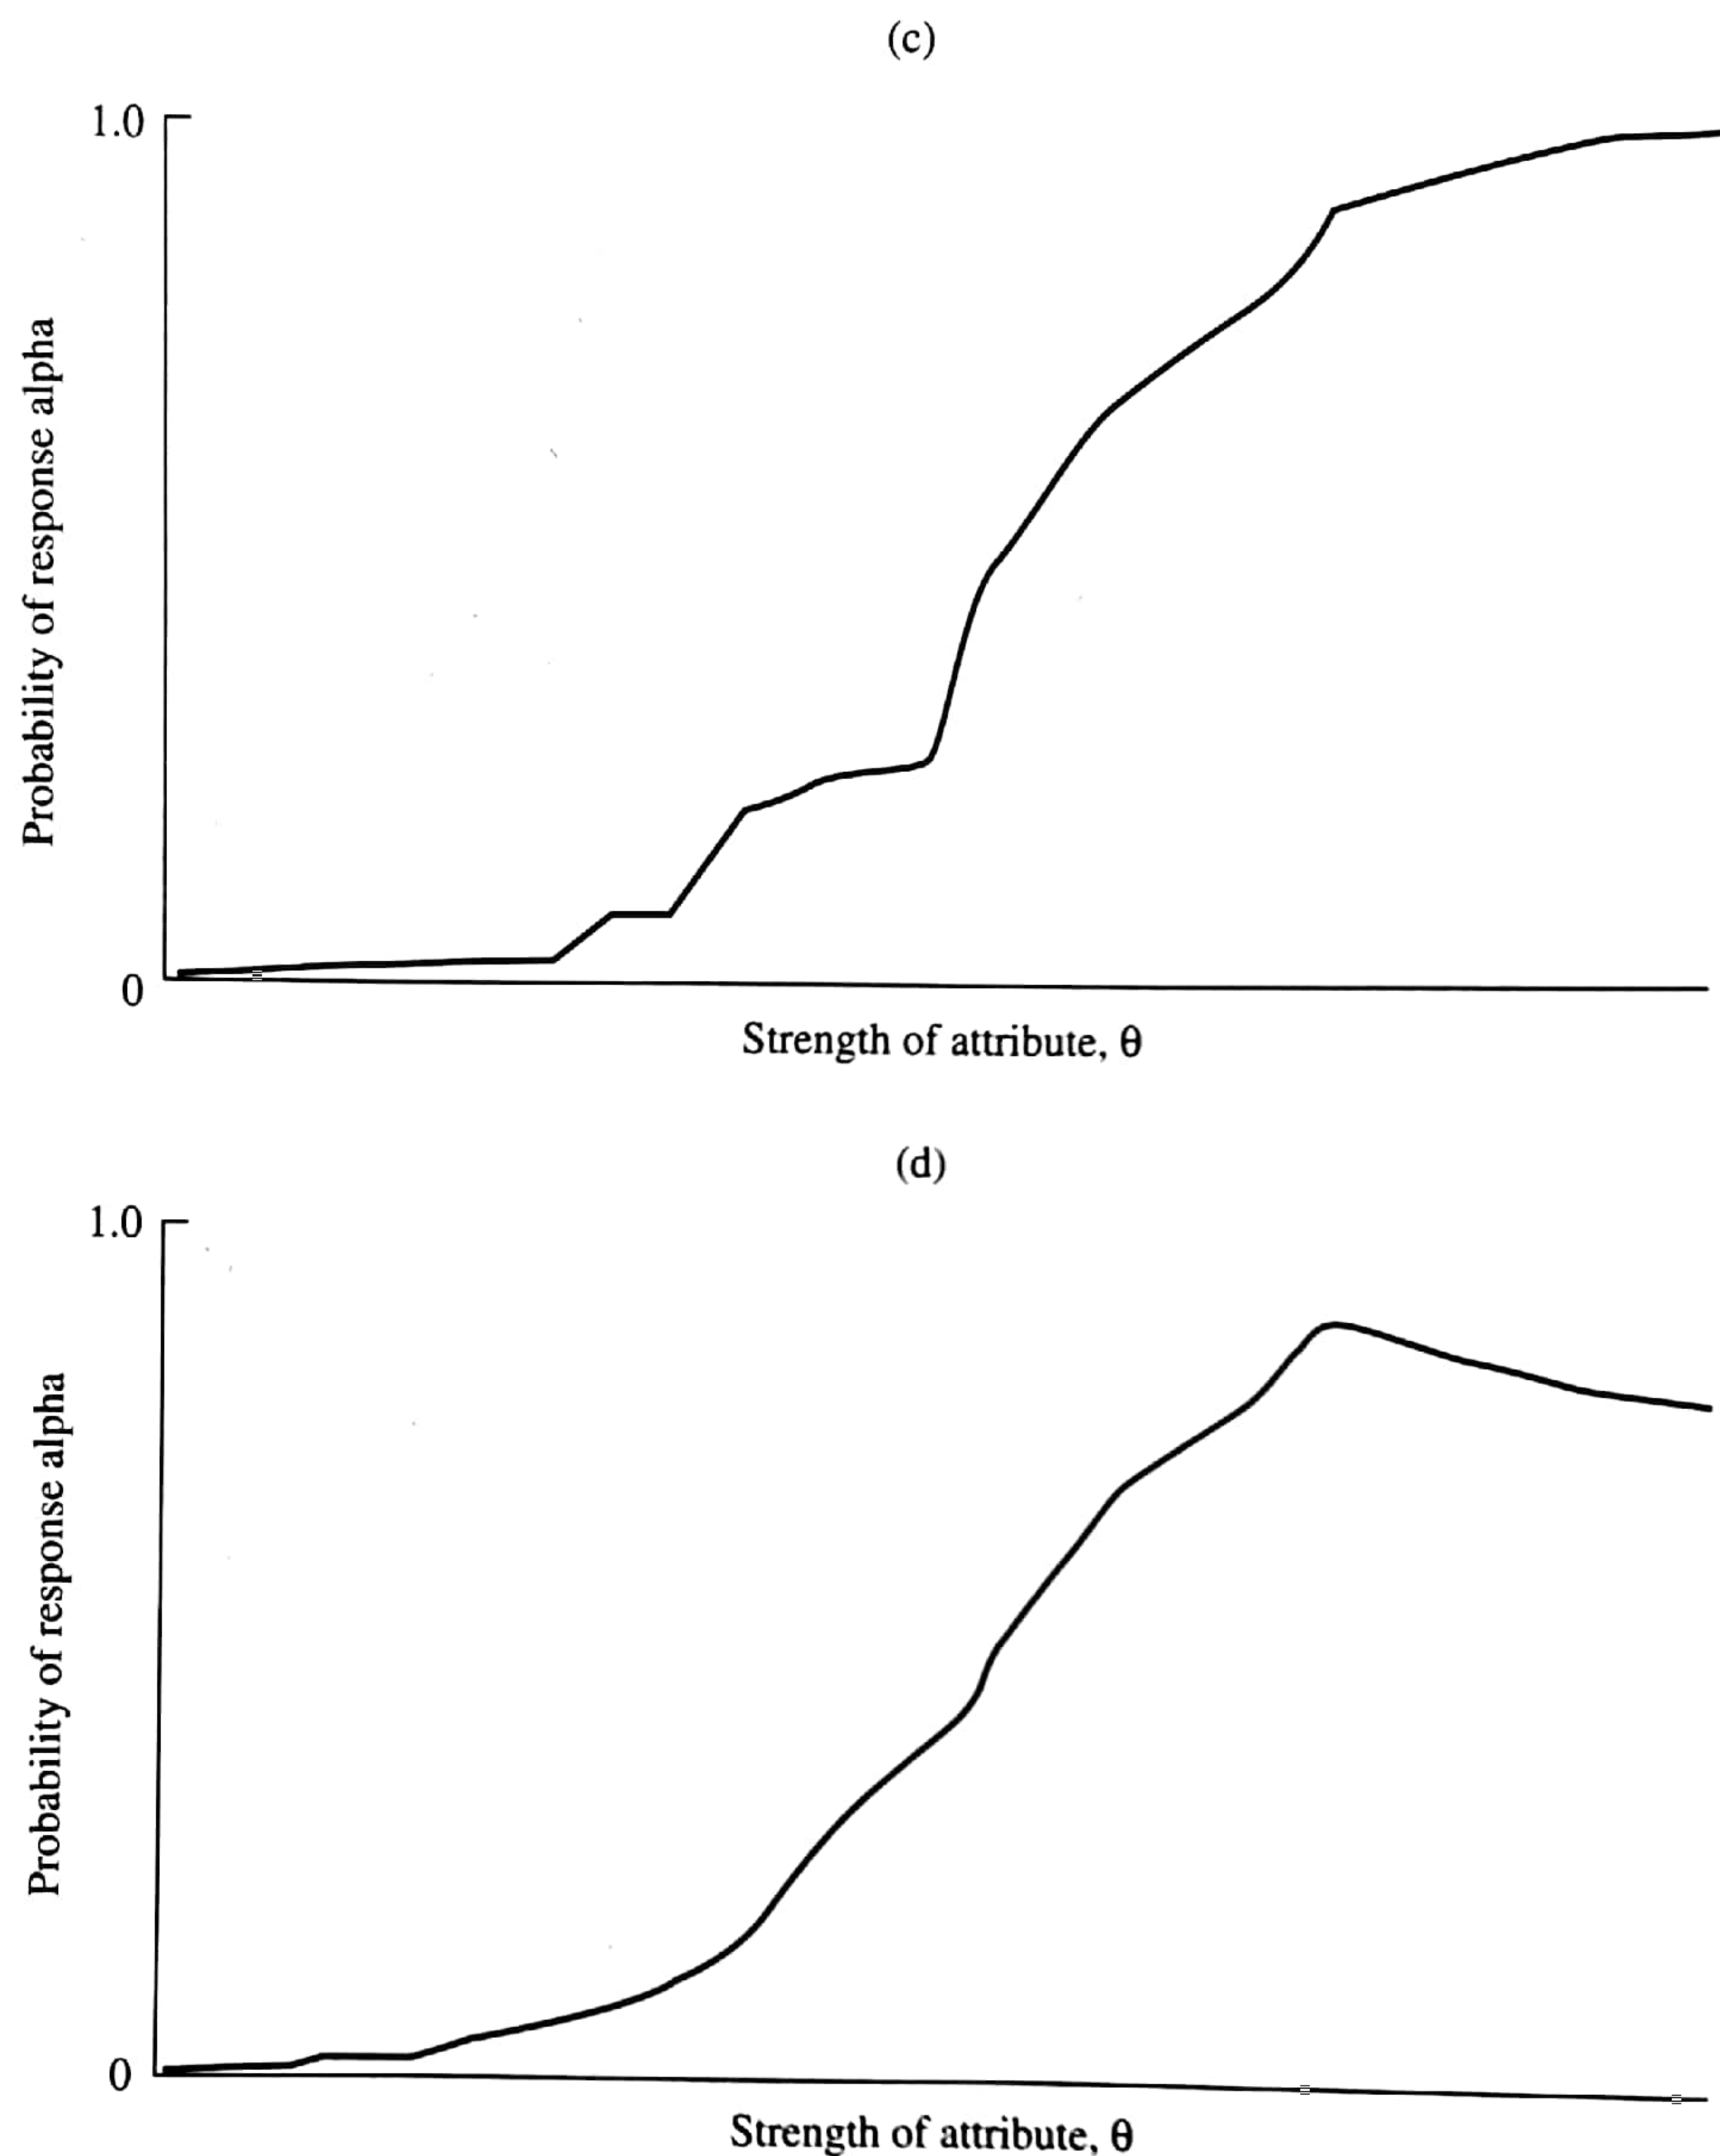 (c)
1.0
Probability of response alpha
0
Strength of attribute, θ
(d)
1.0
Probability of response alpha
0
Strength of attribute, θ